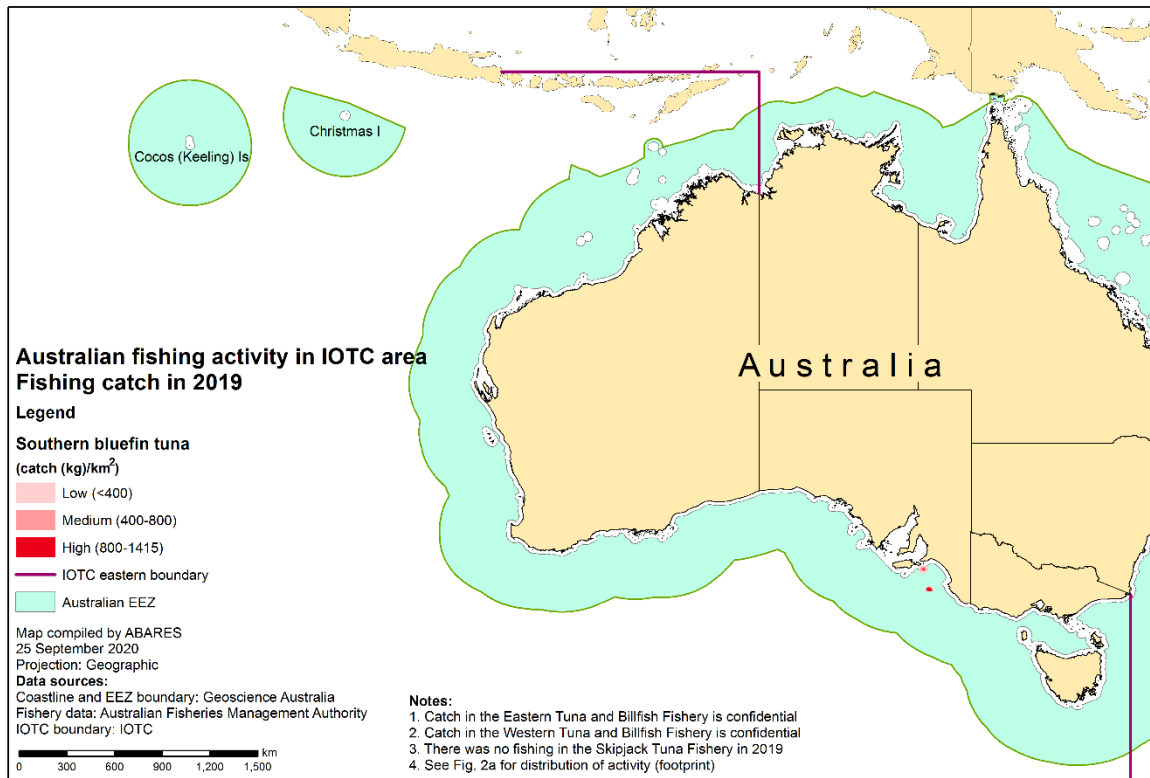 Cocos (Keeling) Is
Christmas I
Australia
Australian fishing activity in IOTC area
Fishing catch in 2019
Legend
Southern bluefin tuna
(catch (kg)/km²)
Low (<400)
Medium (400-800)
High (800-1415)
IOTC eastern boundary
Australian EEZ
Map compiled by ABARES
25 September 2020
Projection: Geographic
Data sources:
Coastline and EEZ boundary: Geoscience Australia
Fishery data: Australian Fisheries Management Authority
IOTC boundary: IOTC
km
0 300 600 900 1,200 1,500
Notes:
1. Catch in the Eastern Tuna and Billfish Fishery is confidential
2. Catch in the Western Tuna and Billfish Fishery is confidential
3. There was no fishing in the Skipjack Tuna Fishery in 2019
4. See Fig. 2a for distribution of activity (footprint)